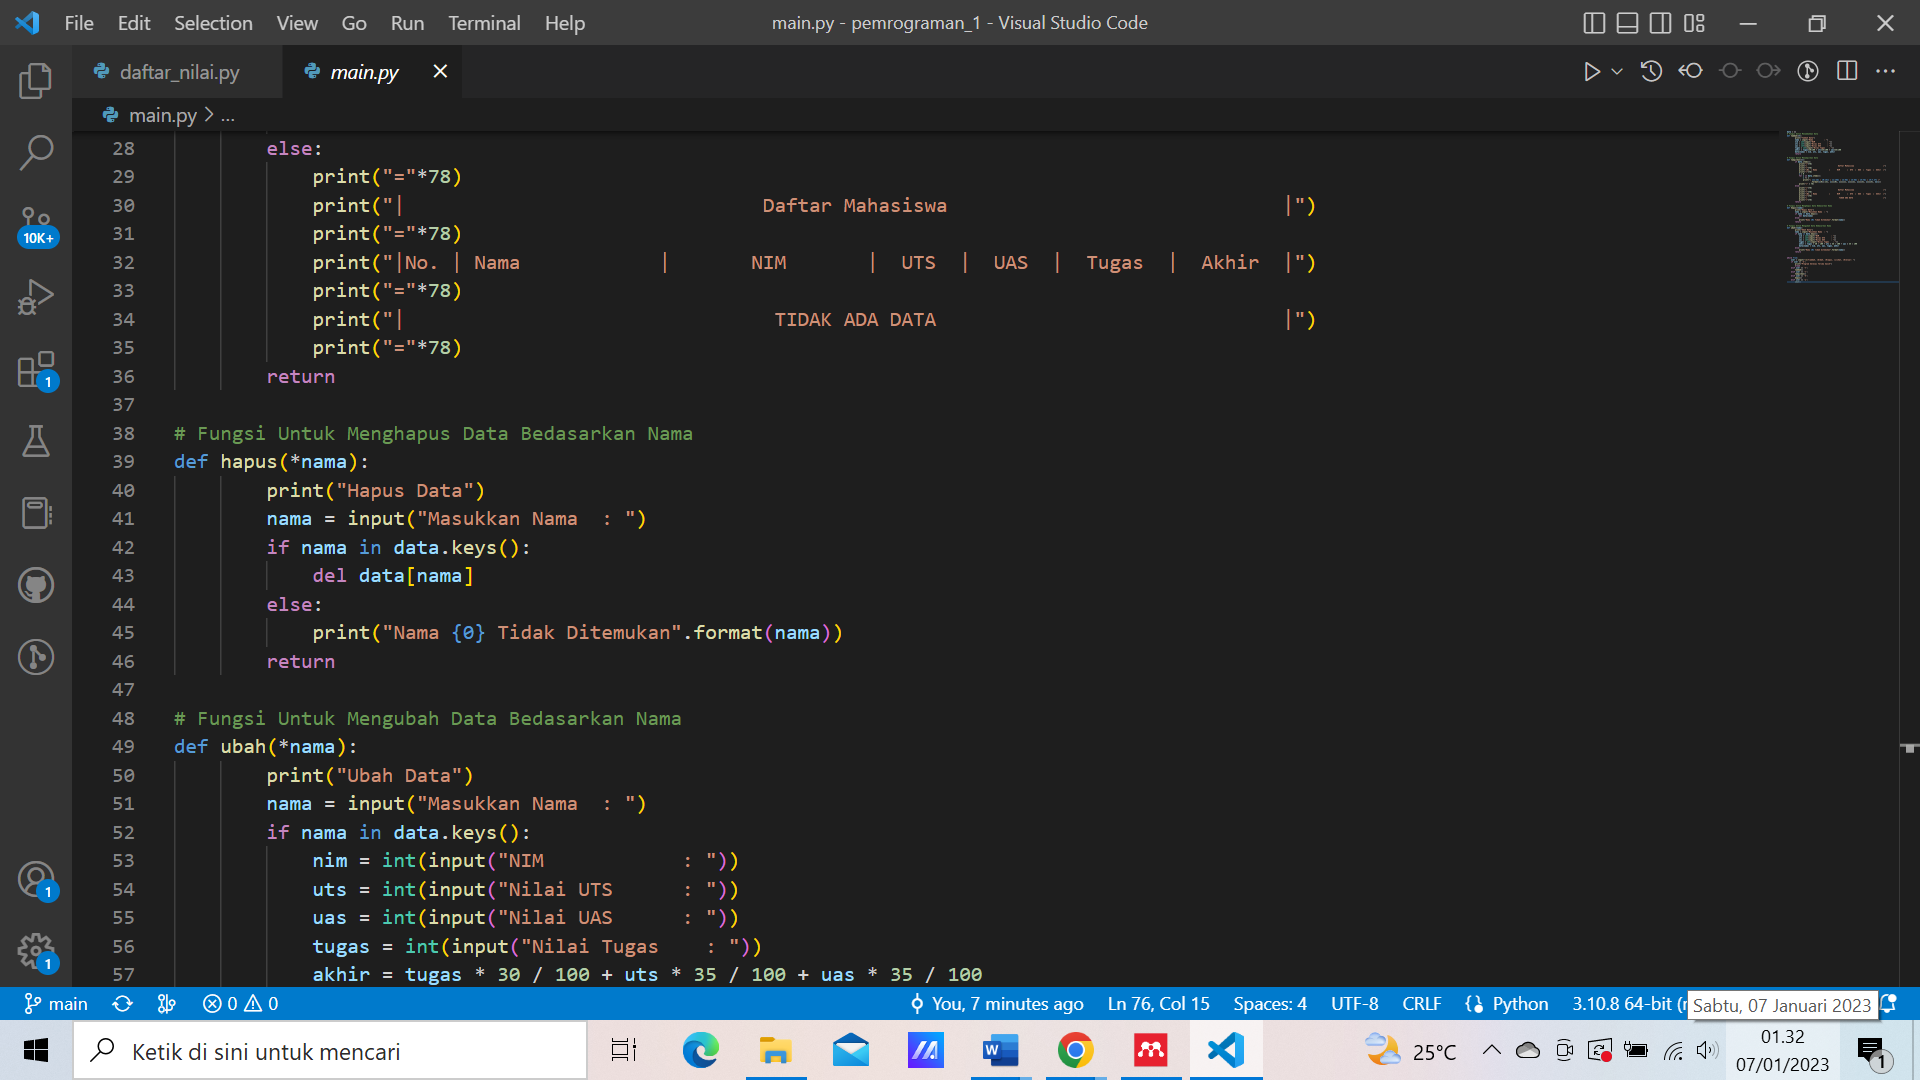 File Edit Selection View Go Run Terminal Help main.py - pemrograman_1 - Visual Studio Code
daftar_nilai.py main.py
main.py > ...
28 else:
29 print("="*78)
30 print("| Daftar Mahasiswa |")
31 print("="*78)
32 print("|No. | Nama | NIM | UTS | UAS | Tugas | Akhir |")
33 print("="*78)
34 print("| TIDAK ADA DATA |")
35 print("="*78)
36 return
37
38 # Fungsi Untuk Menghapus Data Bedasarkan Nama
39 def hapus(*nama):
40 print("Hapus Data")
41 nama = input("Masukkan Nama : ")
42 if nama in data.keys():
43 del data[nama]
44 else:
45 print("Nama {0} Tidak Ditemukan".format(nama))
46 return
47
48 # Fungsi Untuk Mengubah Data Bedasarkan Nama
49 def ubah(*nama):
50 print("Ubah Data")
51 nama = input("Masukkan Nama : ")
52 if nama in data.keys():
53 nim = int(input("NIM : "))
54 uts = int(input("Nilai UTS : "))
55 uas = int(input("Nilai UAS : "))
56 tugas = int(input("Nilai Tugas : "))
57 akhir = tugas * 30 / 100 + uts * 35 / 100 + uas * 35 / 100
10K+
1
1
1
main 0 0 You, 7 minutes ago Ln 76, Col 15 Spaces: 4 UTF-8 CRLF Python 3.10.8 64-bit
Sabtu, 07 Januari 2023
Ketik di sini untuk mencari 25°C 01.32
07/01/2023
1